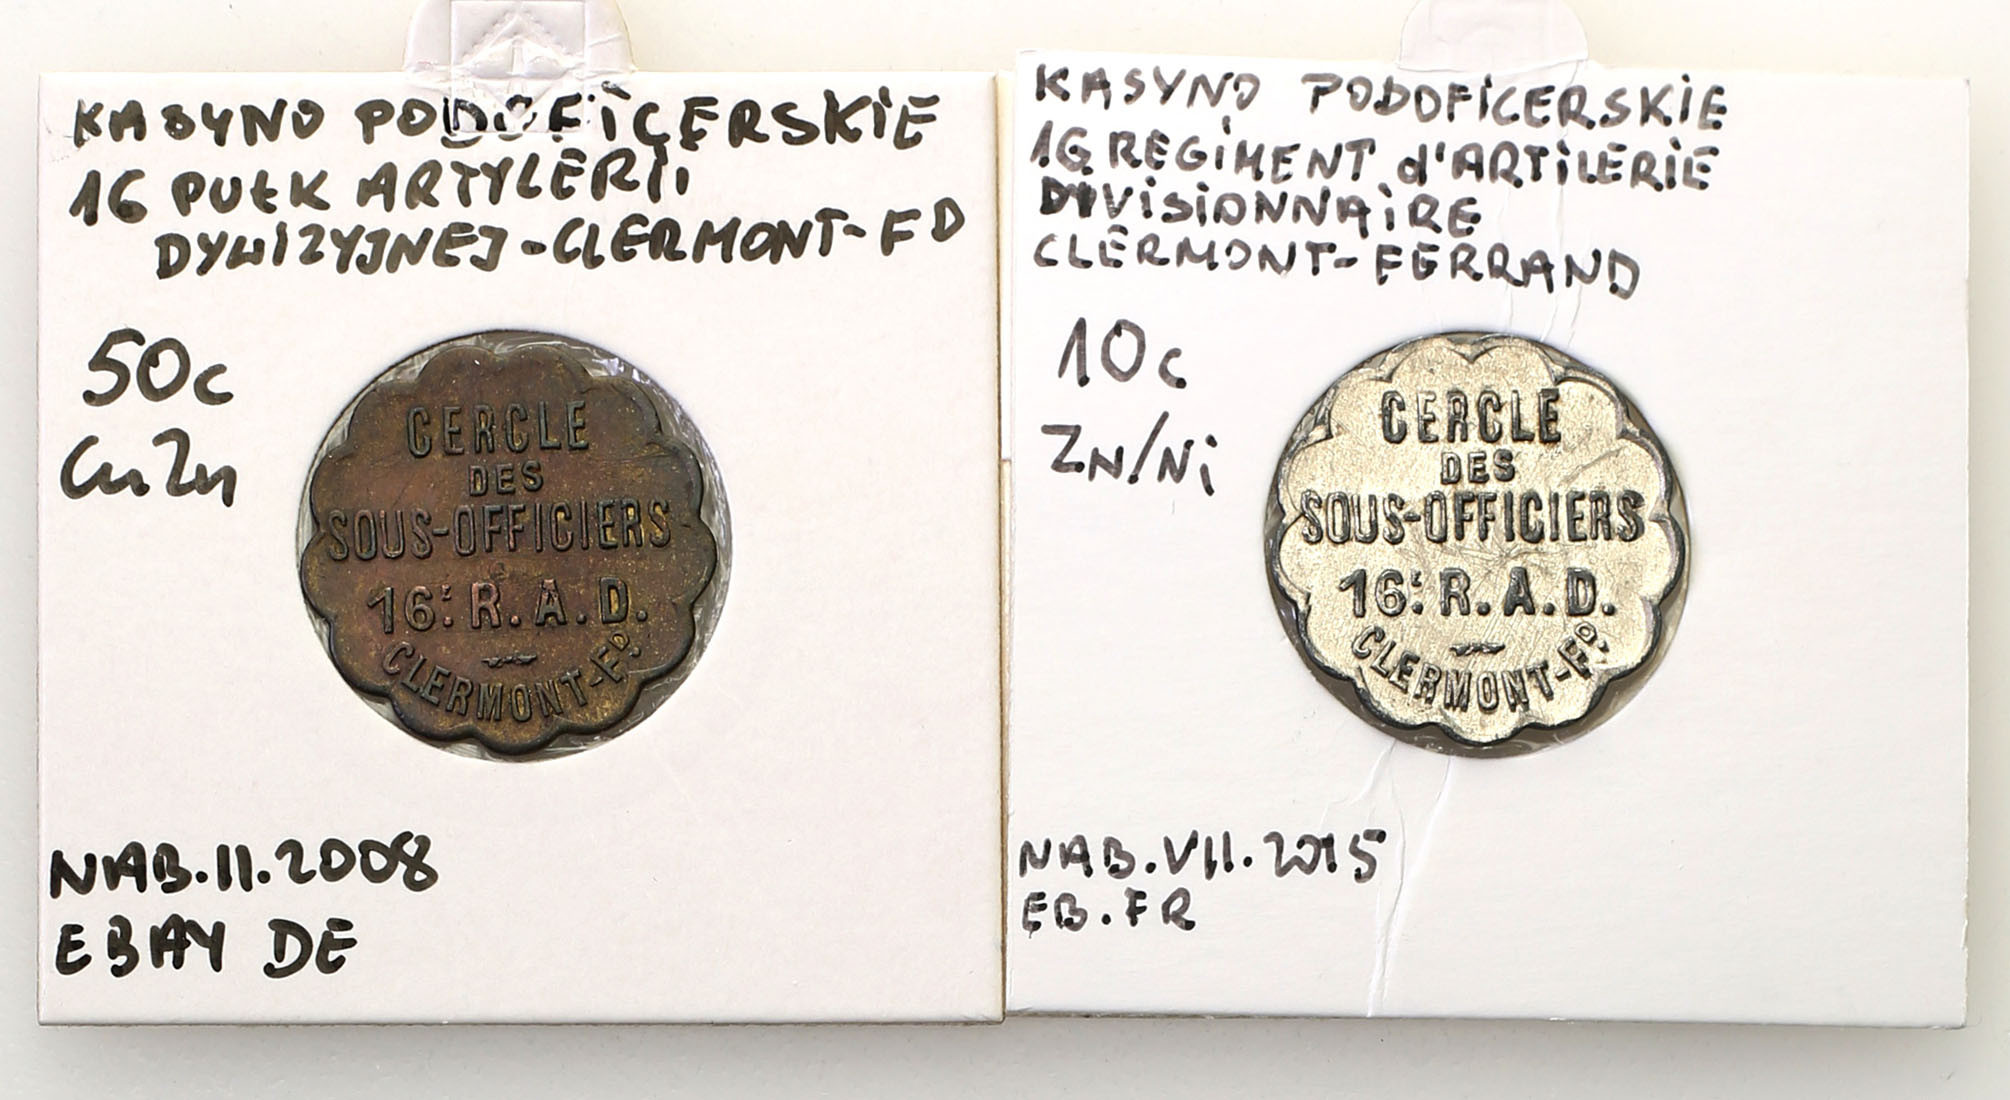 KASYNO PODOFICERSKIE
16 PUŁK ARTYLERII
DYWIZYJNEJ-CLERMONT-FD
50c
CuZn
CERCLE
DES
SOUS-OFFICIERS
16E. R. A. D.
CLERMONT-FD.
NAB.II.2008
EBAY DE
KASYNO PODOFICERSKIE
16 REGIMENT d'ARTILERIE
DIVISIONNAIRE
CLERMONT-FERRAND
10c
ZN/Ni
CERCLE
DES
SOUS-OFFICIERS
16E. R. A. D.
CLERMONT-FD.
NAB.VII.2015
EB.FR